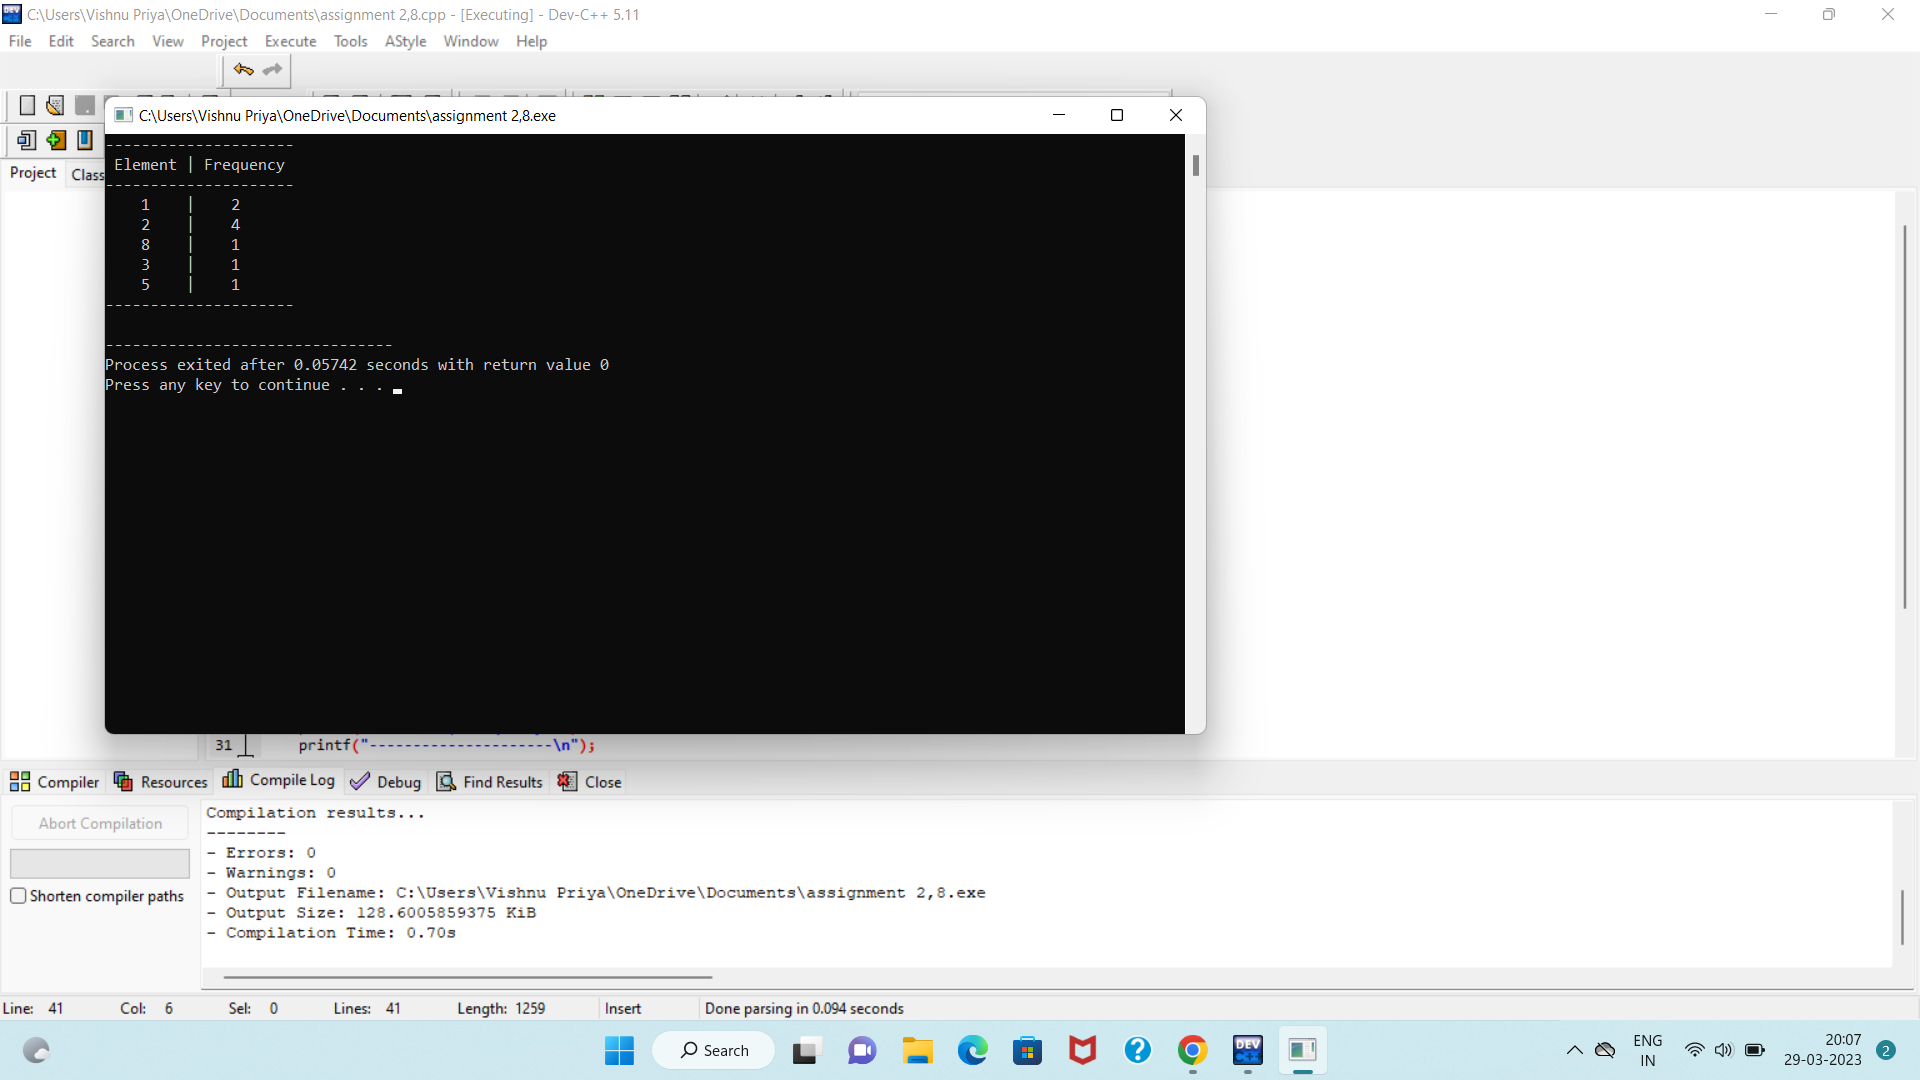 C:\Users\Vishnu Priya\OneDrive\Documents\assignment 2,8.cpp - [Executing] - Dev-C++ 5.11
File Edit Search View Project Execute Tools AStyle Window Help
C:\Users\Vishnu Priya\OneDrive\Documents\assignment 2,8.exe
Project Class
---------------------
Element | Frequency
---------------------
1 | 2
2 | 4
8 | 1
3 | 1
5 | 1
---------------------
--------------------------------
Process exited after 0.05742 seconds with return value 0
Press any key to continue . . .
31 printf("---------------------\n");
Compiler Resources Compile Log Debug Find Results Close
Abort Compilation
Shorten compiler paths
Compilation results...
--------
- Errors: 0
- Warnings: 0
- Output Filename: C:\Users\Vishnu Priya\OneDrive\Documents\assignment 2,8.exe
- Output Size: 128.6005859375 KiB
- Compilation Time: 0.70s
Line: 41 Col: 6 Sel: 0 Lines: 41 Length: 1259 Insert Done parsing in 0.094 seconds
Search
DEV C++
ENG
IN
20:07
29-03-2023
2